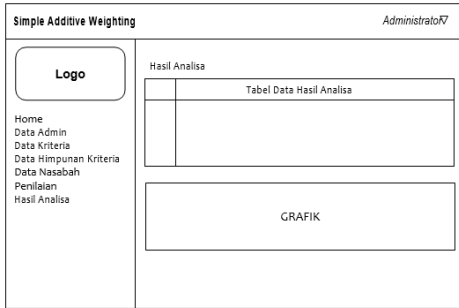 Simple Additive Weighting
Administrator
Logo
Home
Data Admin
Data Kriteria
Data Himpunan Kriteria
Data Nasabah
Penilaian
Hasil Analisa
Hasil Analisa
Tabel Data Hasil Analisa
GRAFIK